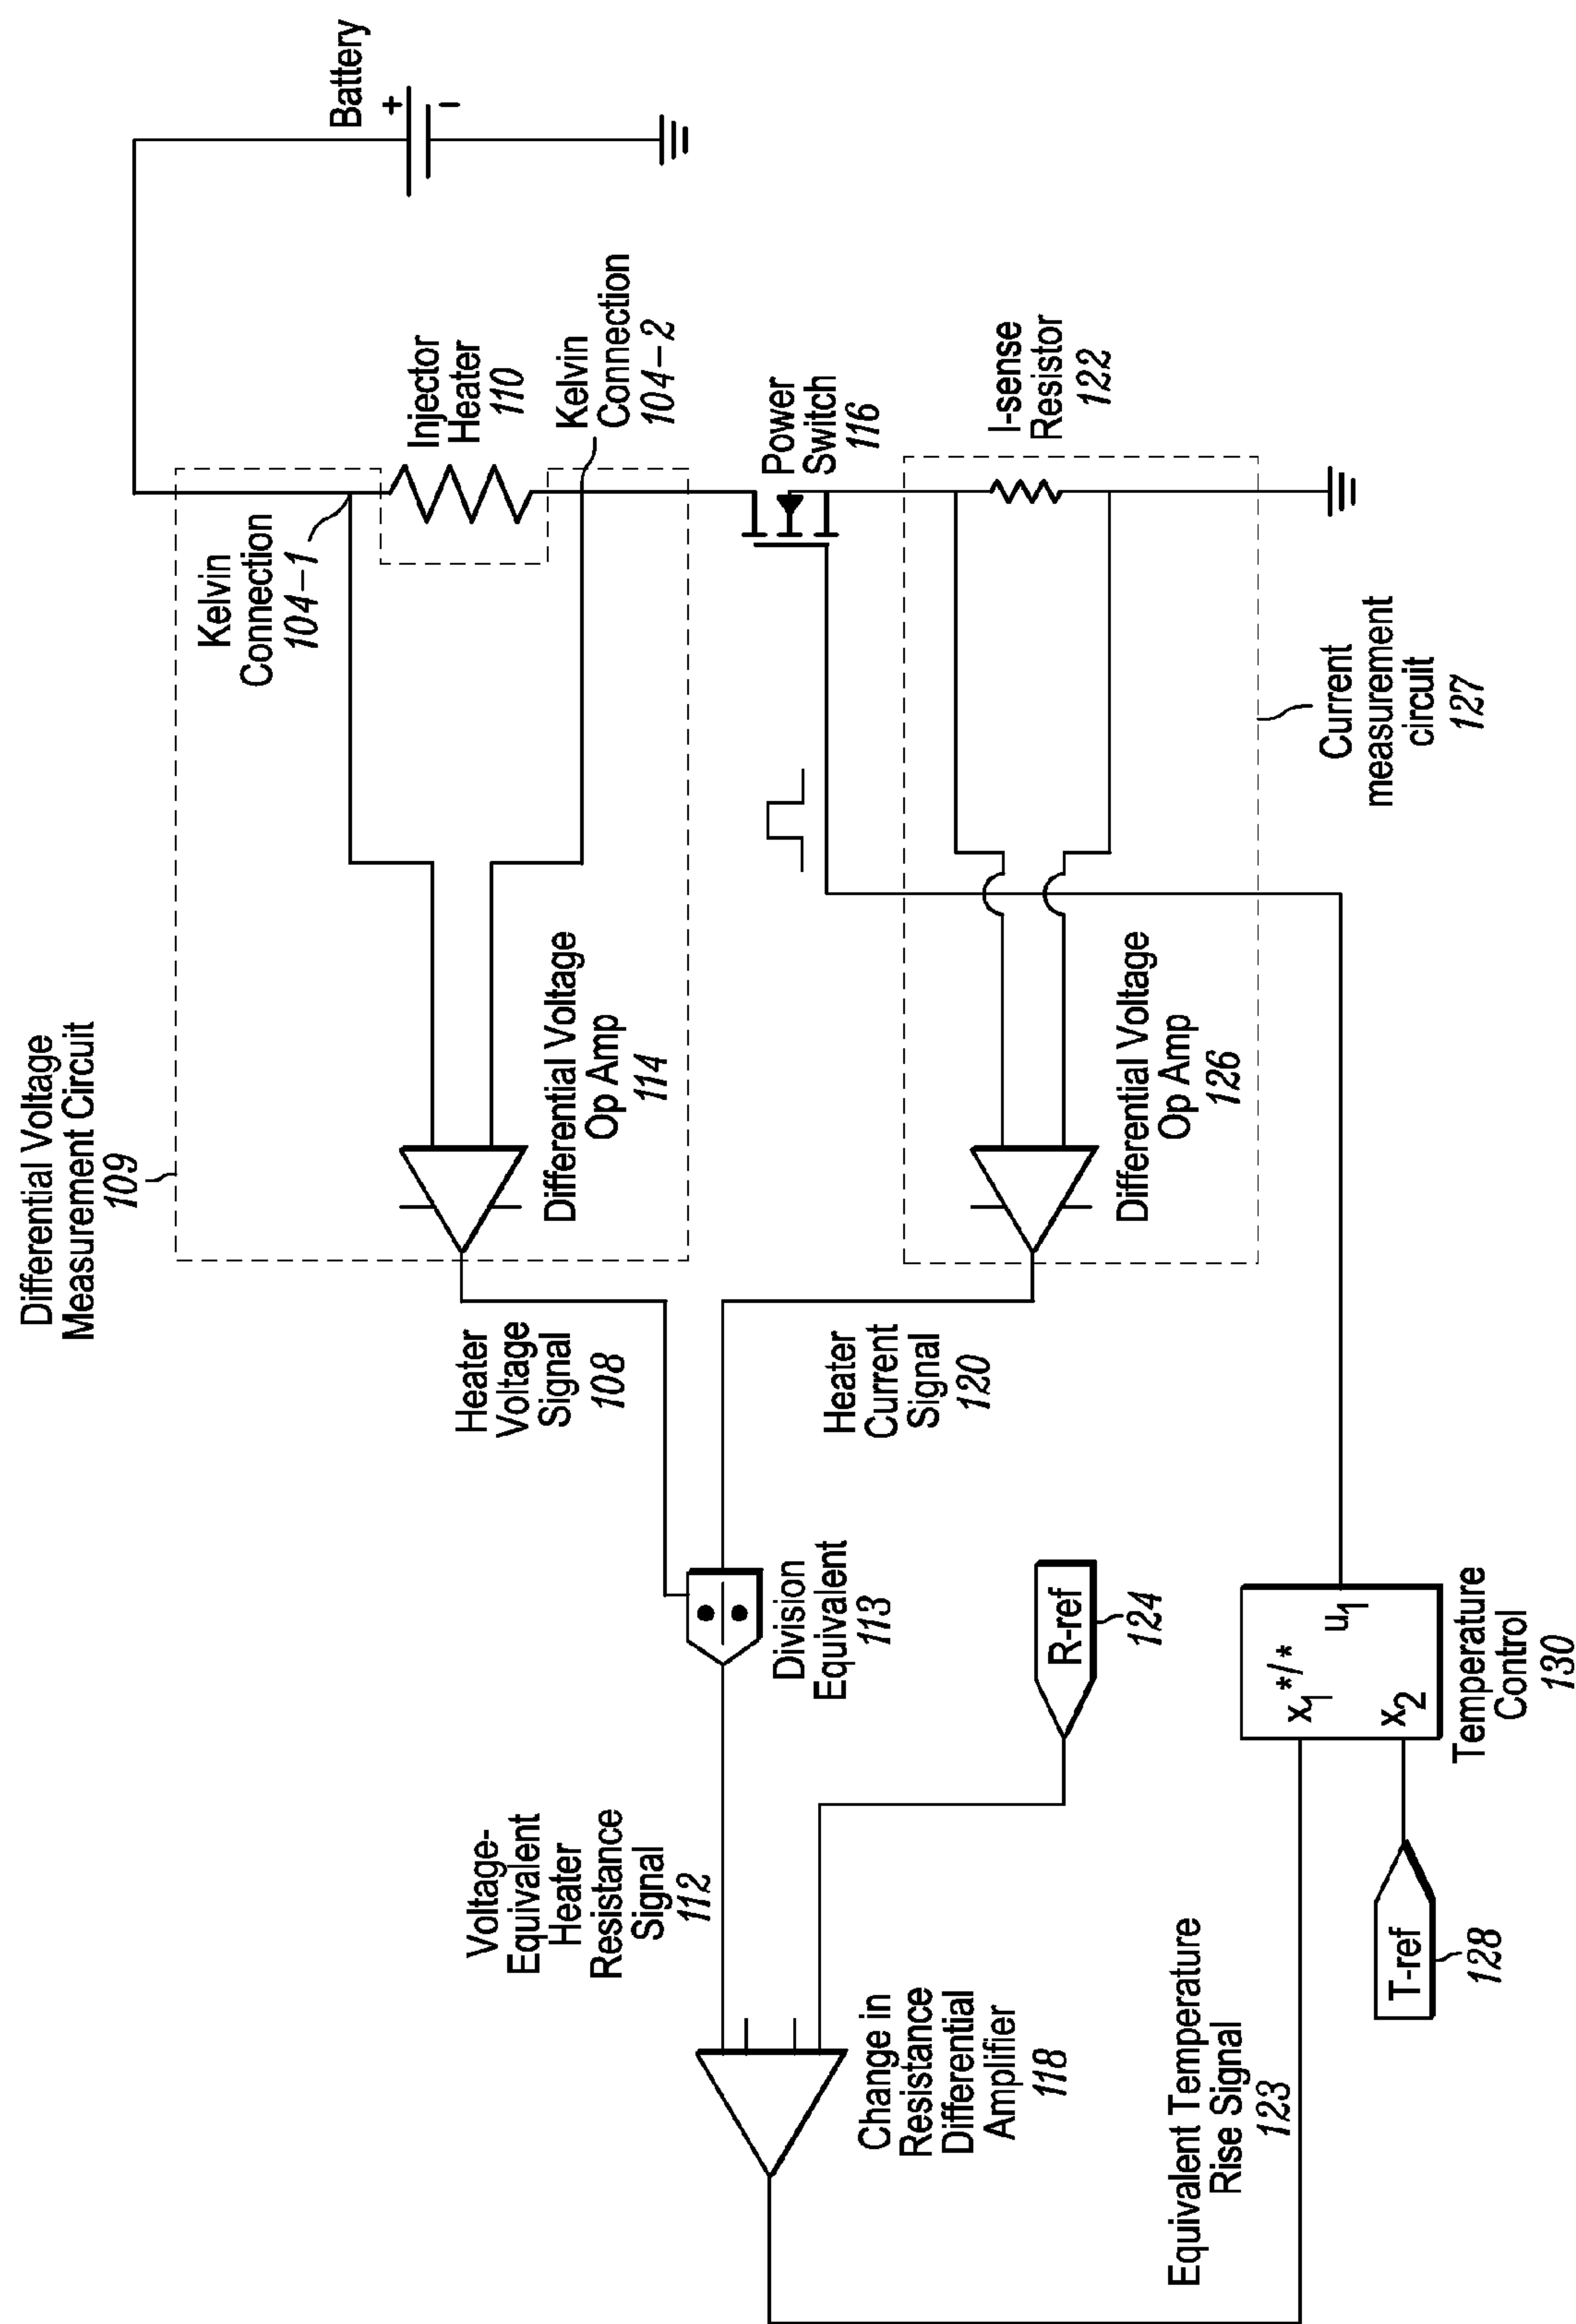 Differential Voltage
Measurement Circuit
109
Kelvin
Connection
104-1
Battery
+
−
Injector
Heater
110
Kelvin
Connection
104-2
Power
Switch
116
I-sense
Resistor
122
Differential Voltage
Op Amp
114
Differential Voltage
Op Amp
126
Current
measurement
circuit
127
Heater
Voltage
Signal
108
Heater
Current
Signal
120
Division
Equivalent
113
Voltage-
Equivalent
Heater
Resistance
Signal
112
R-ref
124
Change in
Resistance
Differential
Amplifier
118
Equivalent Temperature
Rise Signal
123
x1 */*
u1
x2
Temperature
Control
130
T-ref
128